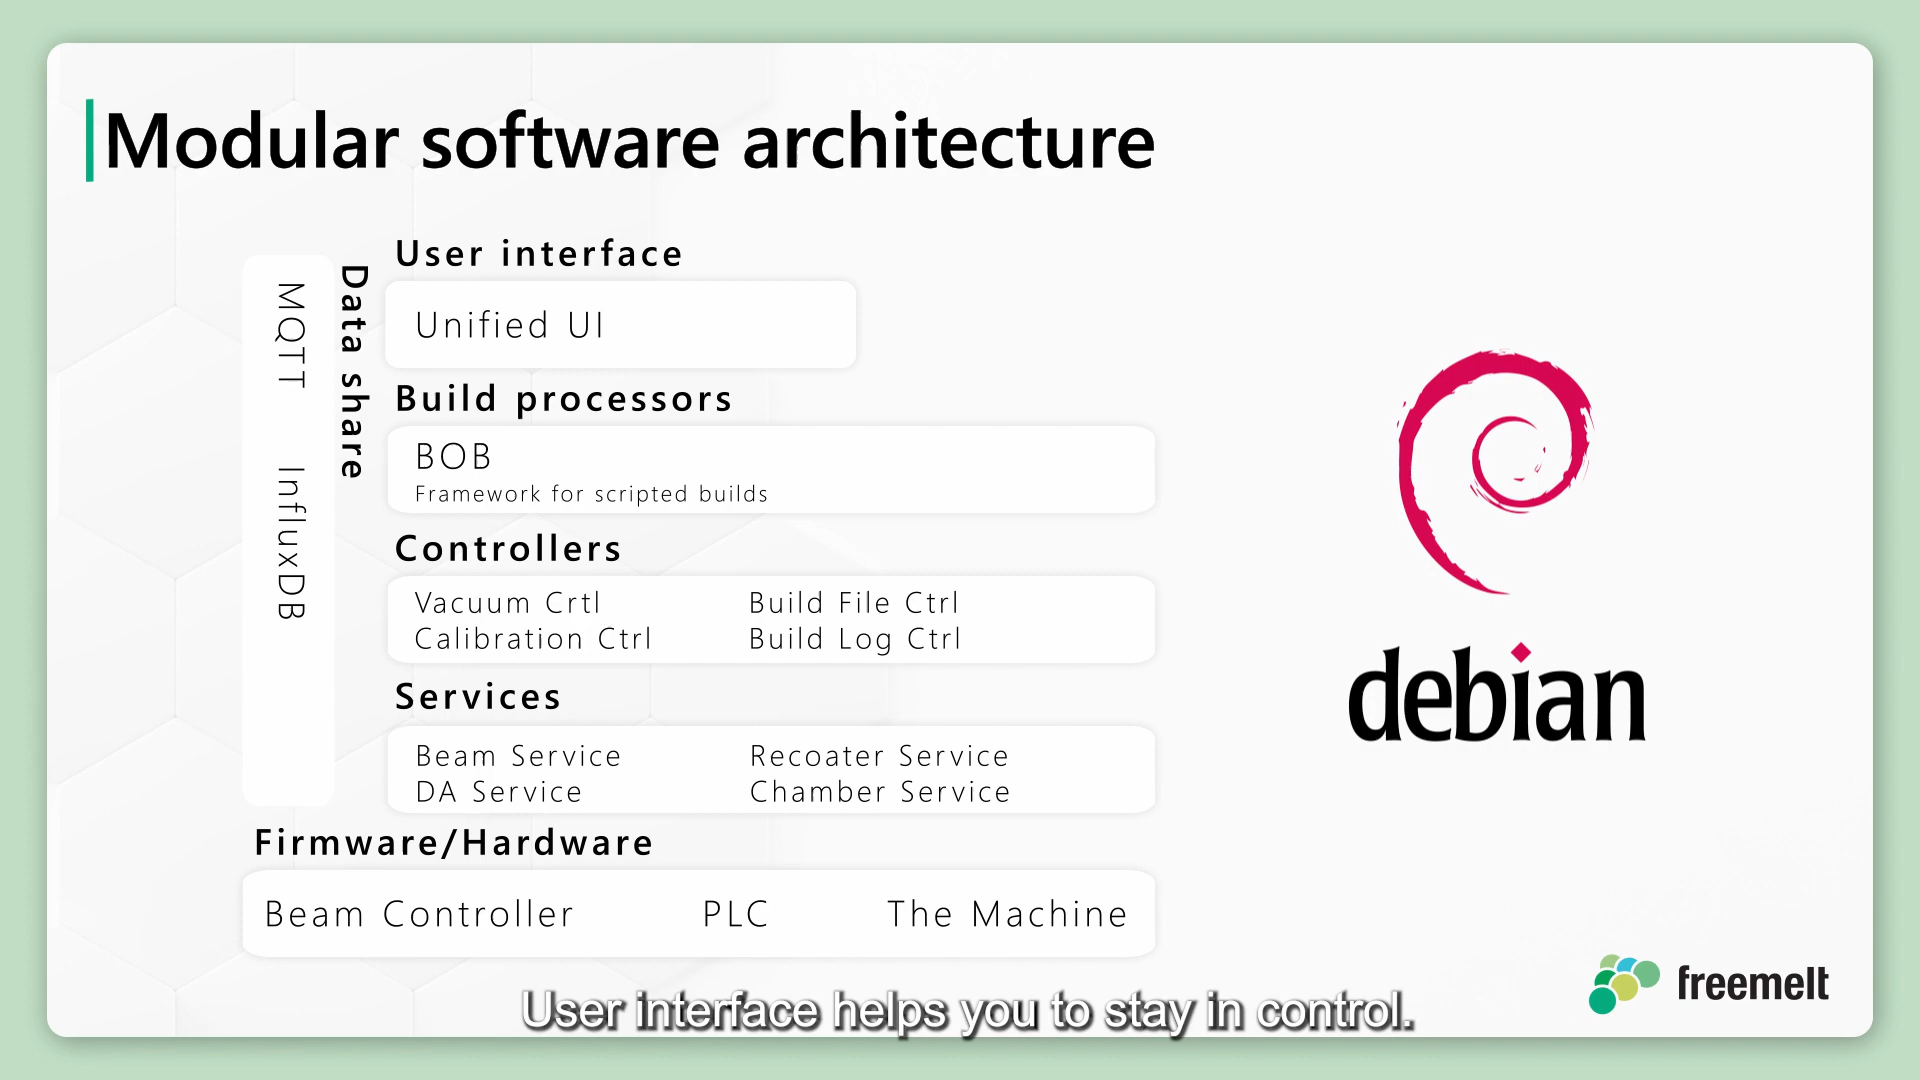 Modular software architecture
MQTT
InfluxDB
Data share
User interface
Unified UI
Build processors
BOB
Framework for scripted builds
Controllers
Vacuum Crtl
Build File Ctrl
Calibration Ctrl
Build Log Ctrl
Services
Beam Service
Recoater Service
DA Service
Chamber Service
Firmware/Hardware
Beam Controller
PLC
The Machine
debian
freemelt
User interface helps you to stay in control.